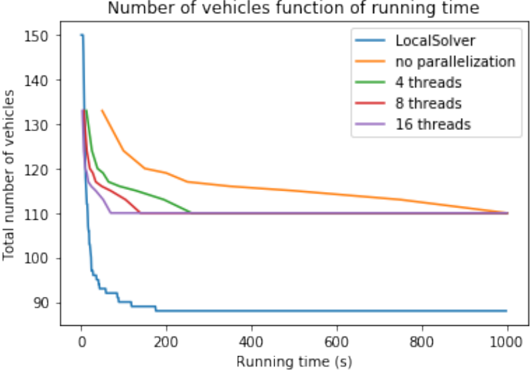 Number of vehicles function of running time
150
140
130
120
110
100
90
Total number of vehicles
LocalSolver
no parallelization
4 threads
8 threads
16 threads
0
200
400
600
800
1000
Running time (s)